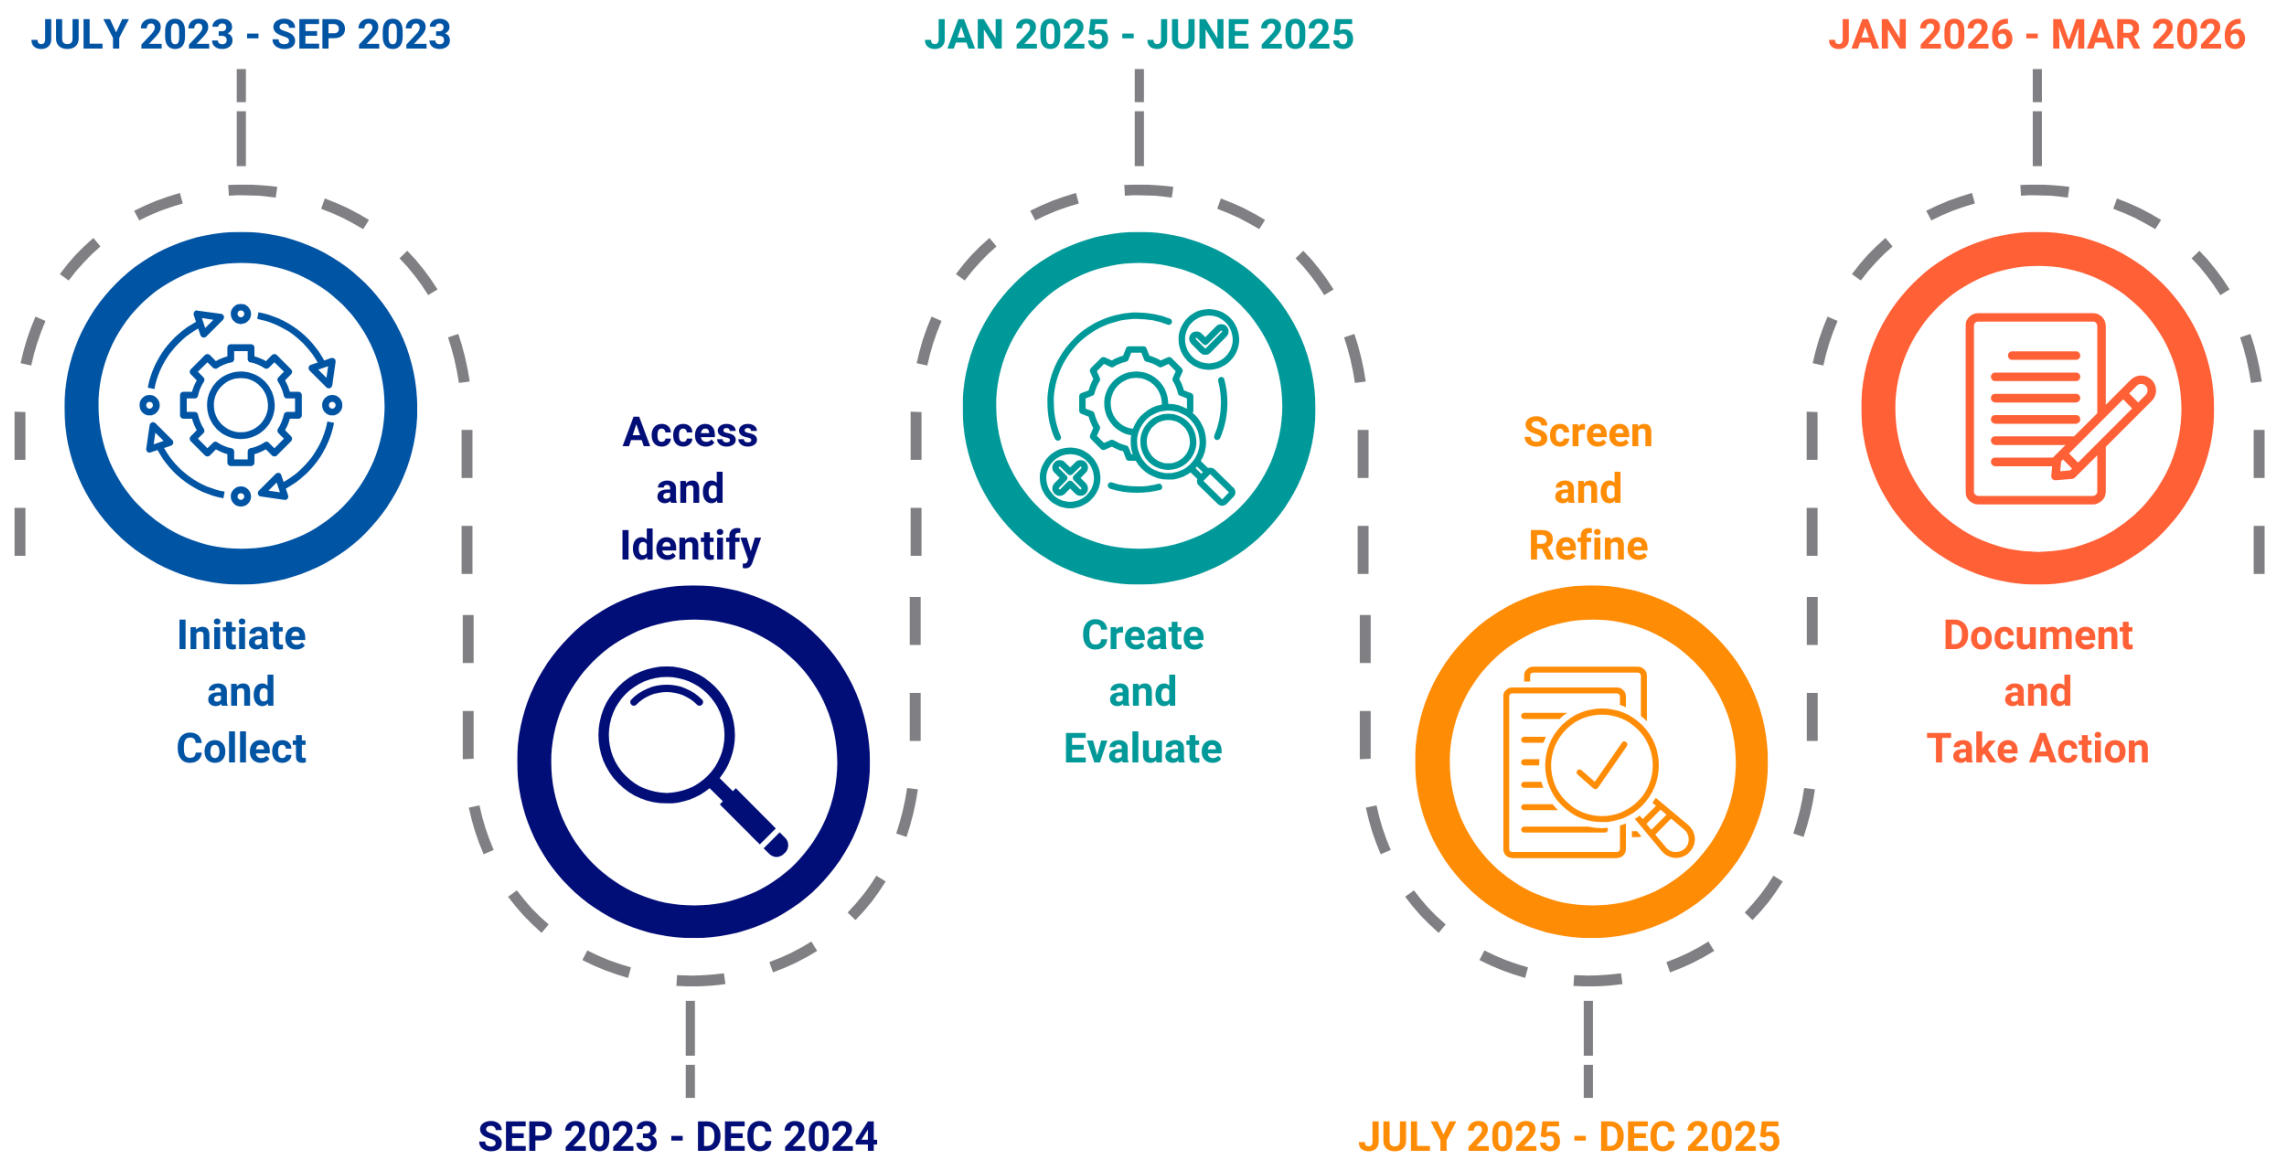 JULY 2023 - SEP 2023
Initiate
and
Collect
Access
and
Identify
SEP 2023 - DEC 2024
JAN 2025 - JUNE 2025
Create
and
Evaluate
Screen
and
Refine
JULY 2025 - DEC 2025
JAN 2026 - MAR 2026
Document
and
Take Action